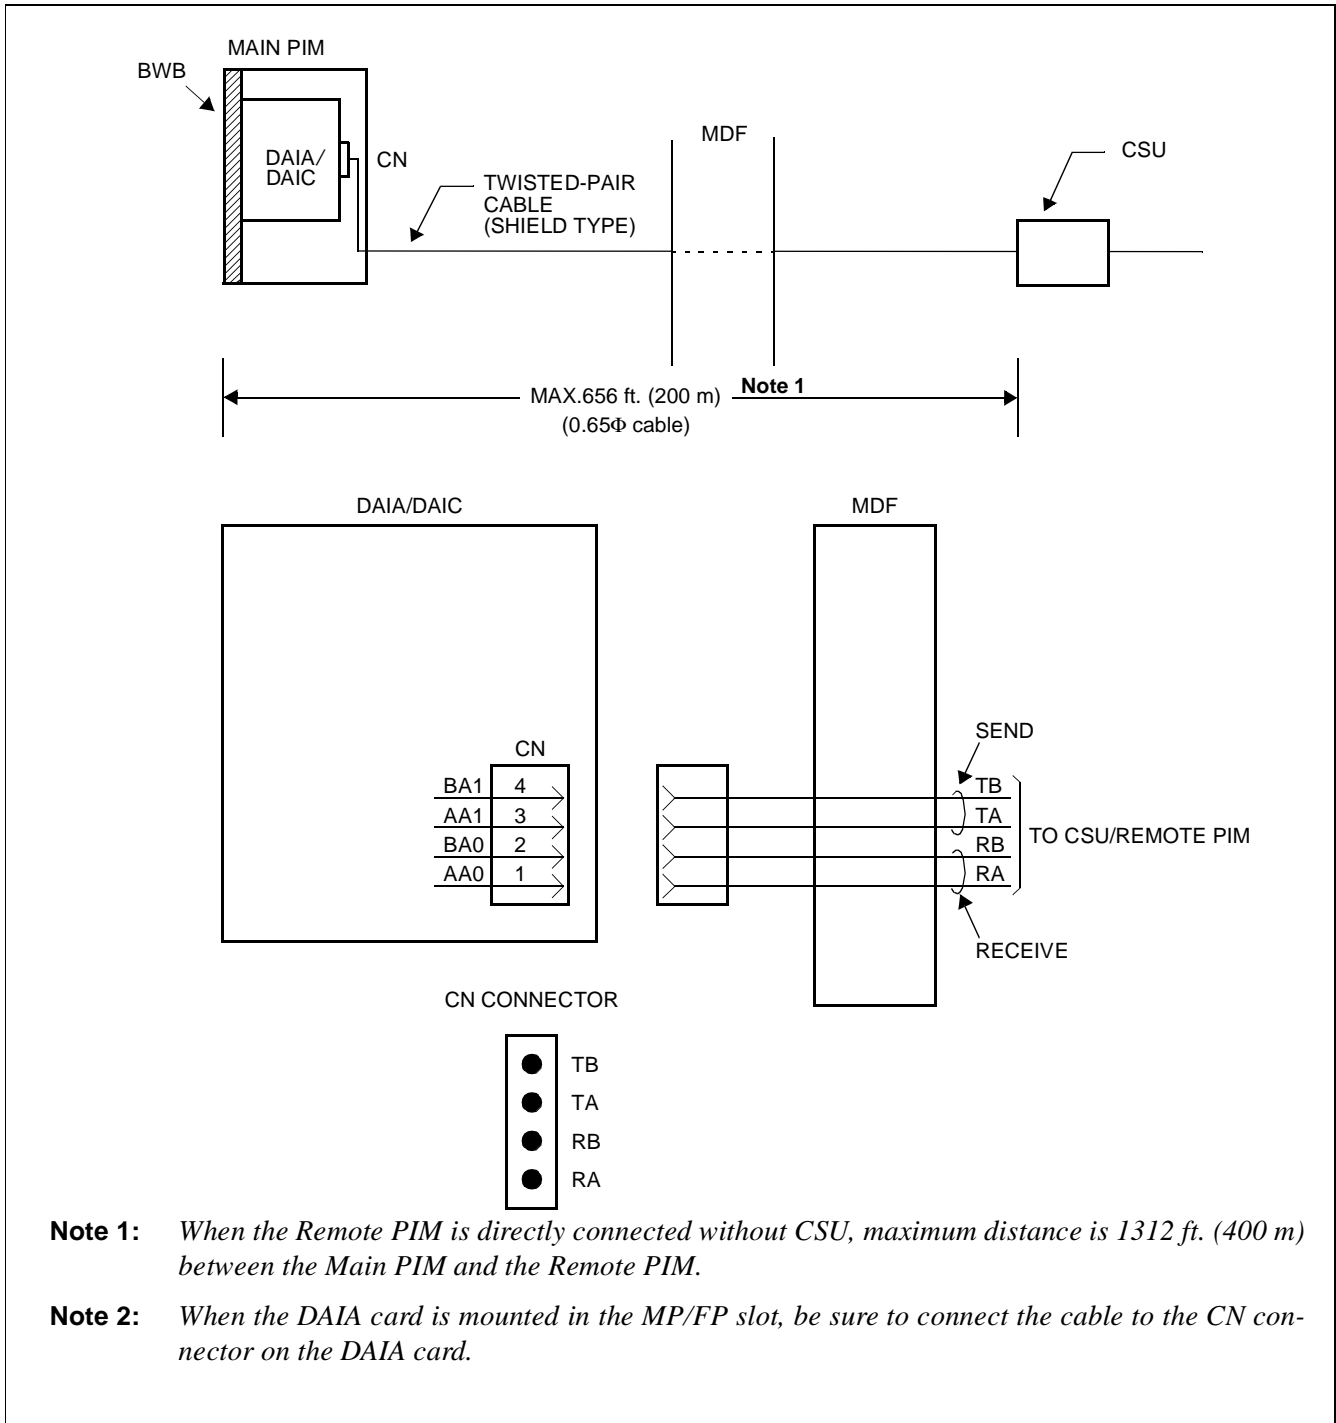 MAIN PIM
BWB
MDF
CSU
DAIA/
DAIC
CN
TWISTED-PAIR
CABLE
(SHIELD TYPE)
MAX.656 ft. (200 m) Note 1
(0.65Φ cable)
DAIA/DAIC
MDF
SEND
CN
BA1 4 TB
AA1 3 TA
BA0 2 RB
AA0 1 RA
TO CSU/REMOTE PIM
RECEIVE
CN CONNECTOR
TB
TA
RB
RA
Note 1: When the Remote PIM is directly connected without CSU, maximum distance is 1312 ft. (400 m)
between the Main PIM and the Remote PIM.
Note 2: When the DAIA card is mounted in the MP/FP slot, be sure to connect the cable to the CN con-
nector on the DAIA card.